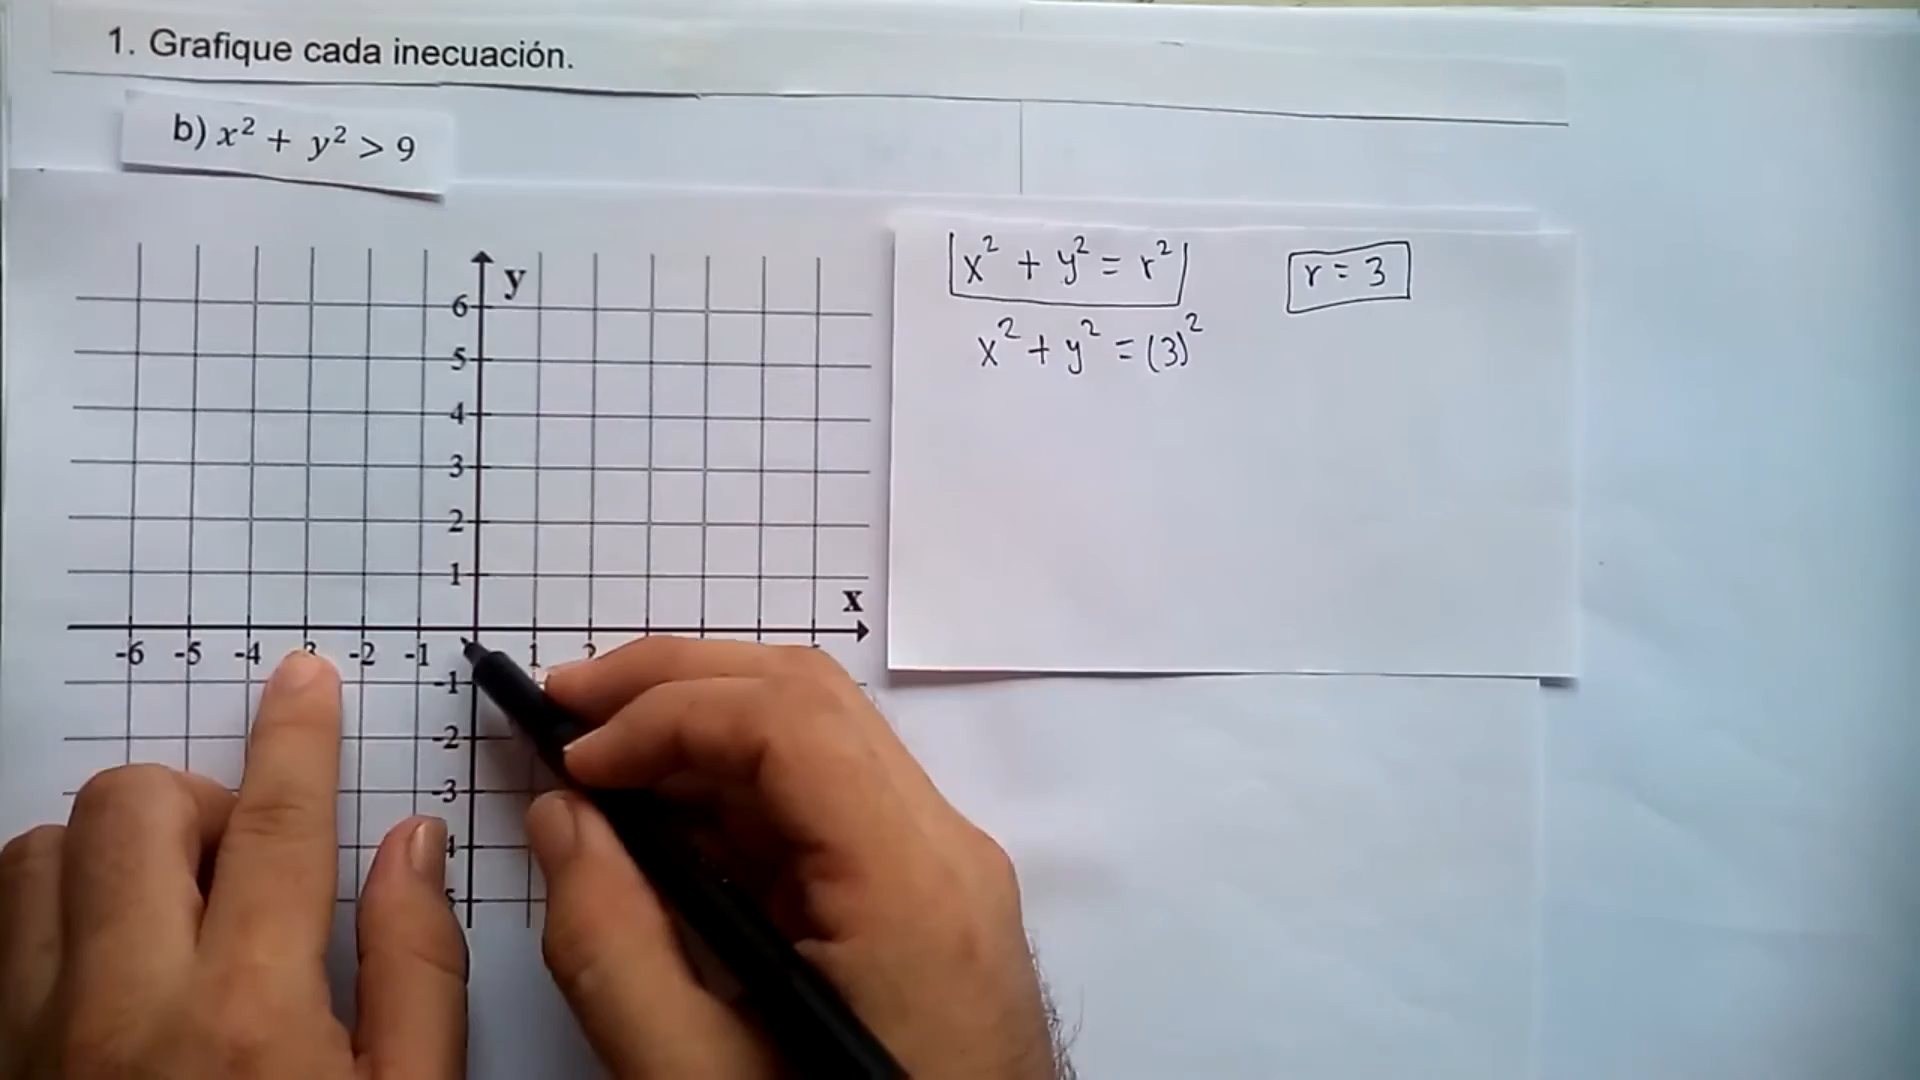 1. Grafique cada inecuación.
b) x² + y² > 9
x² + y² = r²
r = 3
x² + y² = (3)²
y
6
5
4
3
2
1
x
-6 -5 -4 -2 -1 1
-1
-2
-3